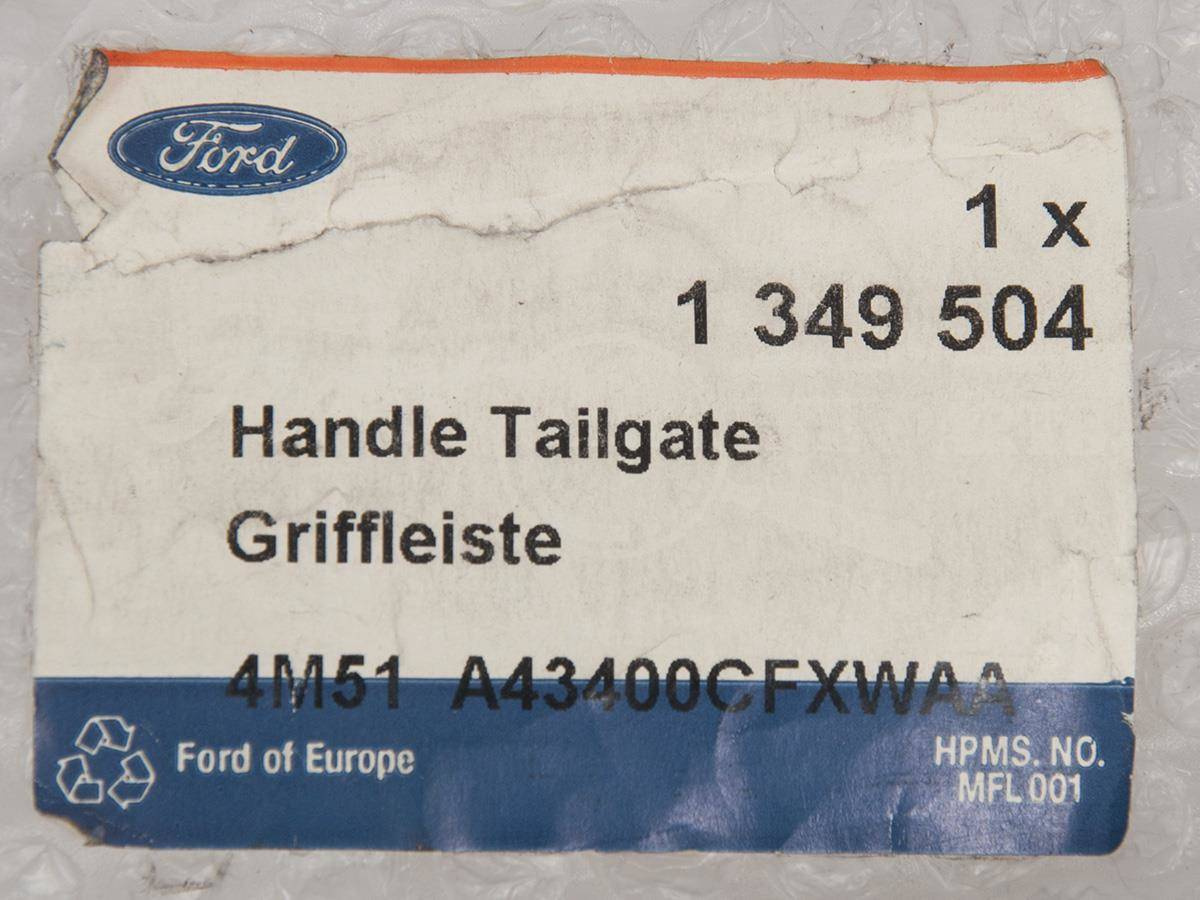 Ford
1 x
1 349 504
Handle Tailgate
Griffleiste
4M51 A43400CFXWAA
Ford of Europe
HPMS. NO.
MFL 001